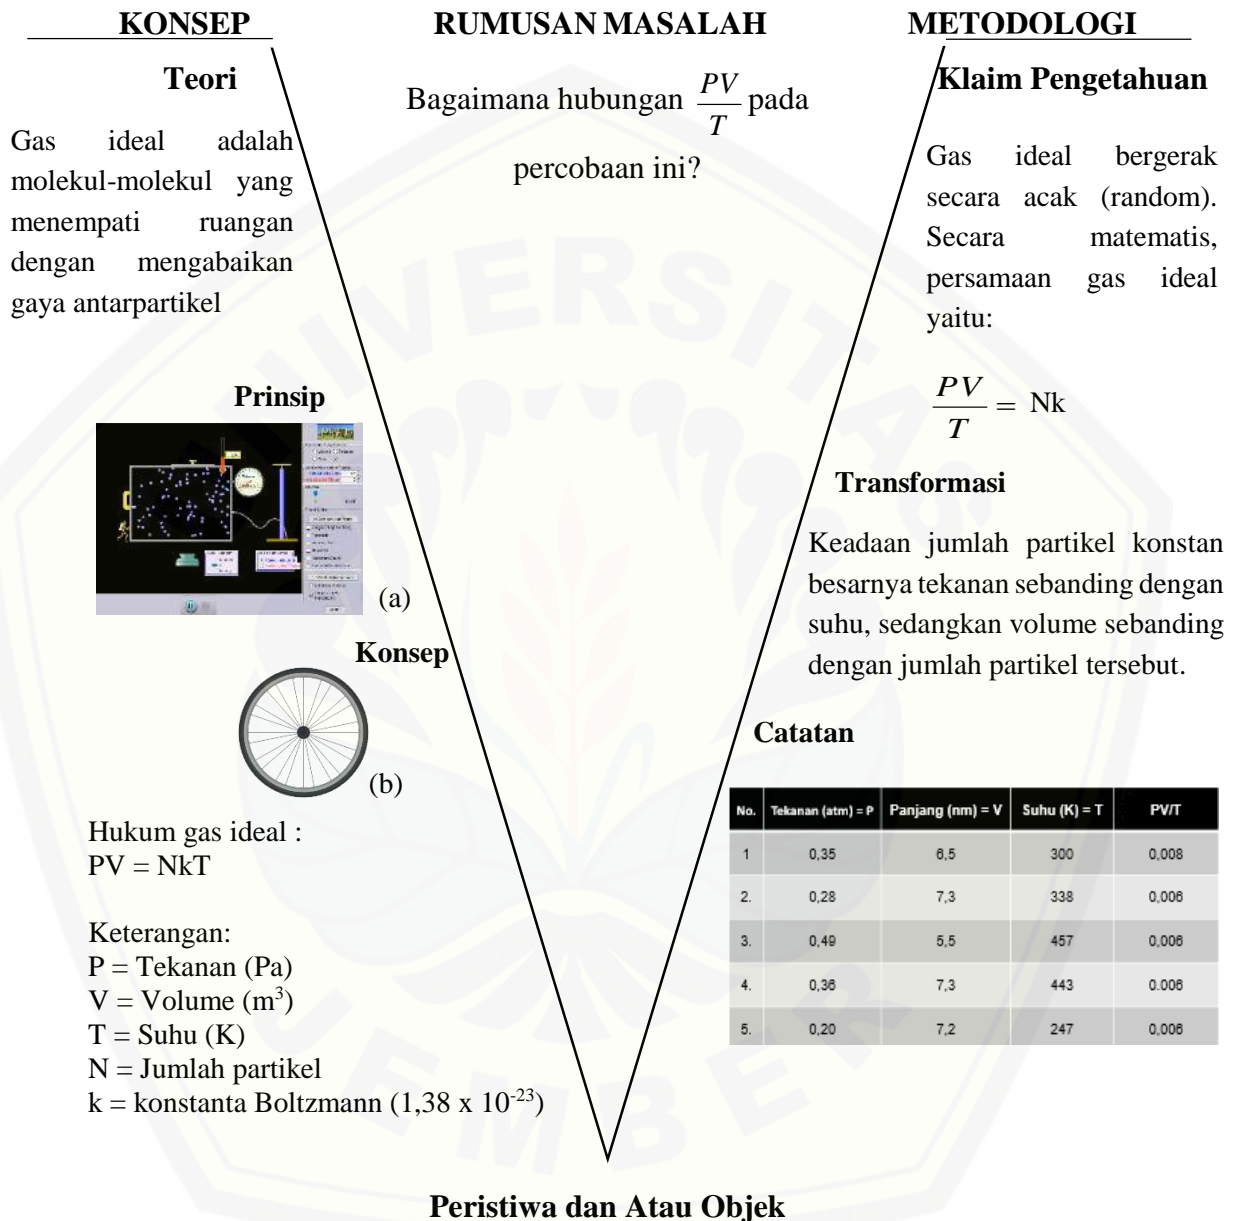 KONSEP
RUMUSAN MASALAH
METODOLOGI
Teori
Gas ideal adalah
molekul-molekul yang
menempati ruangan
dengan mengabaikan
gaya antarpartikel
Prinsip
(a)
Konsep
(b)
Hukum gas ideal :
PV = NkT
Keterangan:
P = Tekanan (Pa)
V = Volume (m³)
T = Suhu (K)
N = Jumlah partikel
k = konstanta Boltzmann (1,38 x 10⁻²³)
Bagaimana hubungan PV/T pada
percobaan ini?
Klaim Pengetahuan
Gas ideal bergerak
secara acak (random).
Secara matematis,
persamaan gas ideal
yaitu:
PV/T = Nk
Transformasi
Keadaan jumlah partikel konstan
besarnya tekanan sebanding dengan
suhu, sedangkan volume sebanding
dengan jumlah partikel tersebut.
Catatan
No. Tekanan (atm) = P Panjang (nm) = V Suhu (K) = T PV/T
1 0,35 6,5 300 0,008
2. 0,28 7,3 338 0,006
3. 0,49 5,5 457 0,006
4. 0,36 7,3 443 0.006
5. 0,20 7,2 247 0,006
Peristiwa dan Atau Objek
UNIVERSITAS
JEMBER